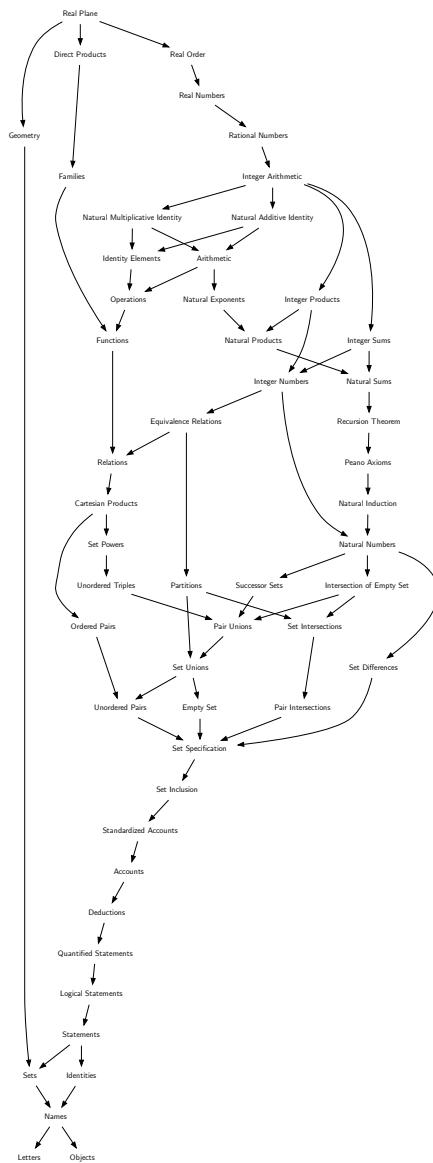 Real Plane
Direct Products
Real Order
Real Numbers
Geometry
Rational Numbers
Families
Integer Arithmetic
Natural Multiplicative Identity
Natural Additive Identity
Identity Elements
Arithmetic
Operations
Natural Exponents
Integer Products
Functions
Natural Products
Integer Sums
Integer Numbers
Natural Sums
Equivalence Relations
Recursion Theorem
Relations
Peano Axioms
Cartesian Products
Natural Induction
Set Powers
Natural Numbers
Unordered Triples
Partitions
Successor Sets
Intersection of Empty Set
Ordered Pairs
Pair Unions
Set Intersections
Set Unions
Set Differences
Unordered Pairs
Empty Set
Pair Intersections
Set Specification
Set Inclusion
Standardized Accounts
Accounts
Deductions
Quantified Statements
Logical Statements
Statements
Sets
Identities
Names
Letters
Objects